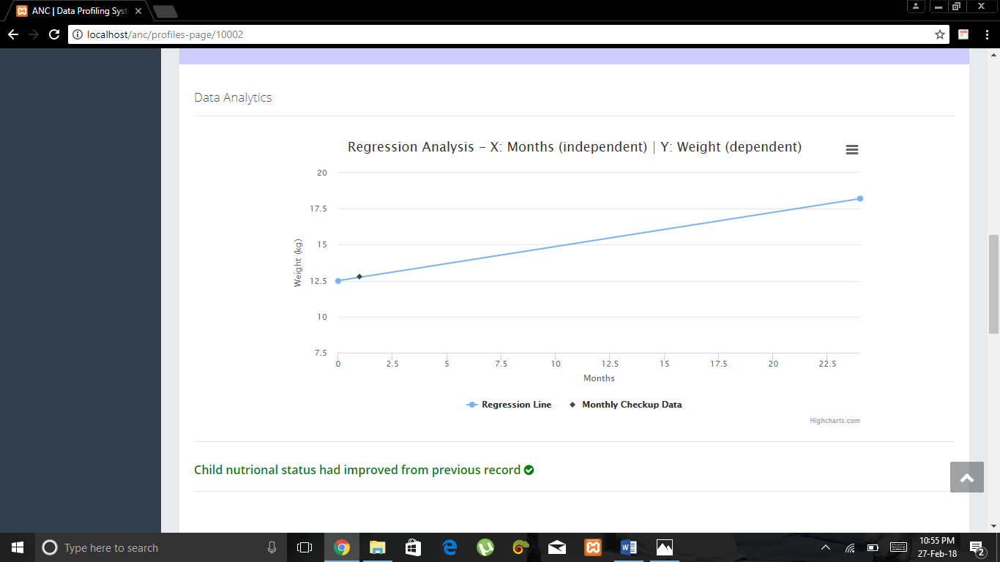 ANC | Data Profiling Syst
localhost/anc/profiles-page/10002
Data Analytics
Regression Analysis - X: Months (independent) | Y: Weight (dependent)
20
17.5
15
12.5
10
7.5
Weight (kg)
0 2.5 5 7.5 10 12.5 15 17.5 20 22.5
Months
Regression Line Monthly Checkup Data
Highcharts.com
Child nutrional status had improved from previous record
Type here to search
10:55 PM
27-Feb-18
2